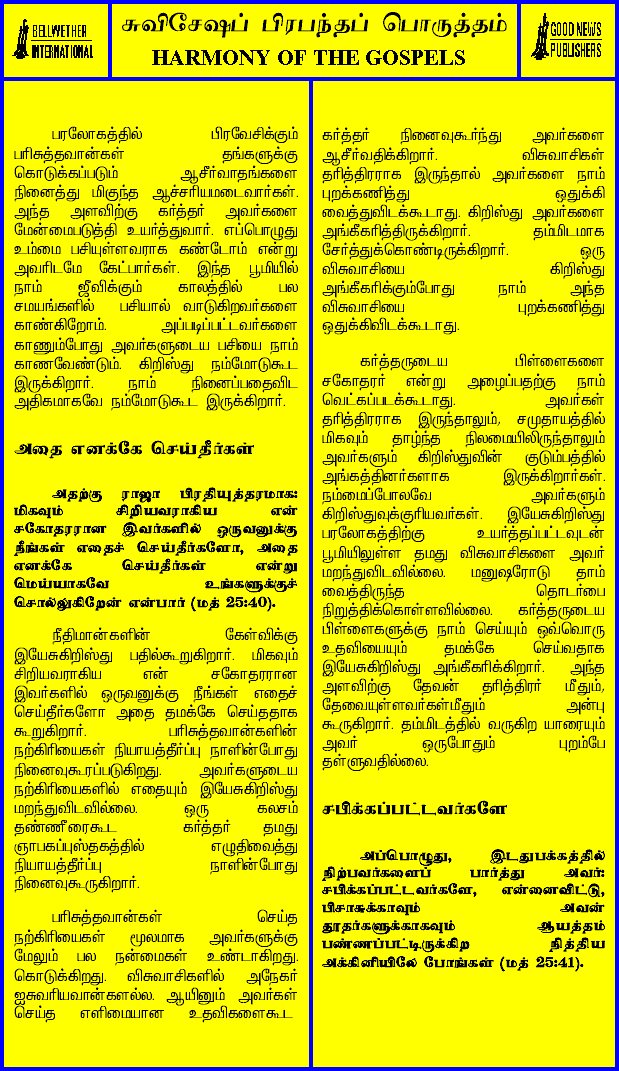 BELLWETHER
INTERNATIONAL
சுவிசேஷப் பிரபந்தப் பொருத்தம்
HARMONY OF THE GOSPELS
GOOD NEWS
PUBLISHERS
பரலோகத்தில் பிரவேசிக்கும்
பரிசுத்தவான்கள் தங்களுக்கு
கொடுக்கப்படும் ஆசீர்வாதங்களை
நினைத்து மிகுந்த ஆச்சரியமடைவார்கள்.
அந்த அளவிற்கு கர்த்தர் அவர்களை
மேன்மைபடுத்தி உயர்த்துவார். எப்பொழுது
உம்மை பசியுள்ளவராக கண்டோம் என்று
அவரிடமே கேட்பார்கள். இந்த பூமியில்
நாம் ஜீவிக்கும் காலத்தில் பல
சமயங்களில் பசியால் வாடுகிறவர்களை
காண்கிறோம். அப்படிப்பட்டவர்களை
காணும்போது அவர்களுடைய பசியை நாம்
காணவேண்டும். கிறிஸ்து நம்மோடுகூட
இருக்கிறார். நாம் நினைப்பதைவிட
அதிகமாகவே நம்மோடுகூட இருக்கிறார்.
அதை எனக்கே செய்தீர்கள்
அதற்கு ராஜா பிரதியுத்தரமாக:
மிகவும் சிறியவராகிய என்
சகோதரரான இவர்களில் ஒருவனுக்கு
நீங்கள் எதைச் செய்தீர்களோ, அதை
எனக்கே செய்தீர்கள் என்று
மெய்யாகவே உங்களுக்குச்
சொல்லுகிறேன் என்பார் (மத் 25:40).
நீதிமான்களின் கேள்விக்கு
இயேசுகிறிஸ்து பதில்கூறுகிறார். மிகவும்
சிறியவராகிய என் சகோதரரான
இவர்களில் ஒருவனுக்கு நீங்கள் எதைச்
செய்தீர்களோ அதை தமக்கே செய்ததாக
கூறுகிறார். பரிசுத்தவான்களின்
நற்கிரியைகள் நியாயத்தீர்ப்பு நாளின்போது
நினைவுகூரப்படுகிறது. அவர்களுடைய
நற்கிரியைகளில் எதையும் இயேசுகிறிஸ்து
மறந்துவிடவில்லை. ஒரு கலசம்
தண்ணீரைகூட கர்த்தர் தமது
ஞாபகப்புஸ்தகத்தில் எழுதிவைத்து
நியாயத்தீர்ப்பு நாளின்போது
நினைவுகூருகிறார்.
பரிசுத்தவான்கள் செய்த
நற்கிரியைகள் மூலமாக அவர்களுக்கு
மேலும் பல நன்மைகள் உண்டாகிறது.
கொடுக்கிறது. விசுவாசிகளில் அநேகர்
ஐசுவரியவான்களல்ல. ஆயினும் அவர்கள்
செய்த எளிமையான உதவிகளைகூட
கர்த்தர் நினைவுகூர்ந்து அவர்களை
ஆசீர்வதிக்கிறார். விசுவாசிகள்
தரித்திரராக இருந்தால் அவர்களை நாம்
புறக்கணித்து ஒதுக்கி
வைத்துவிடக்கூடாது. கிறிஸ்து அவர்களை
அங்கீகரித்திருக்கிறார். தம்மிடமாக
சேர்த்துக்கொண்டிருக்கிறார். ஒரு
விசுவாசியை கிறிஸ்து
அங்கீகரிக்கும்போது நாம் அந்த
விசுவாசியை புறக்கணித்து
ஒதுக்கிவிடக்கூடாது.
கர்த்தருடைய பிள்ளைகளை
சகோதரர் என்று அழைப்பதற்கு நாம்
வெட்கப்படக்கூடாது. அவர்கள்
தரித்திரராக இருந்தாலும், சமுதாயத்தில்
மிகவும் தாழ்ந்த நிலமையிலிருந்தாலும்
அவர்களும் கிறிஸ்துவின் குடும்பத்தில்
அங்கத்தினர்களாக இருக்கிறார்கள்.
நம்மைப்போலவே அவர்களும்
கிறிஸ்துவுக்குரியவர்கள். இயேசுகிறிஸ்து
பரலோகத்திற்கு உயர்த்தப்பட்டவுடன்
பூமியிலுள்ள தமது விசுவாசிகளை அவர்
மறந்துவிடவில்லை. மனுஷரோடு தாம்
வைத்திருந்த தொடர்பை
நிறுத்திக்கொள்ளவில்லை. கர்த்தருடைய
பிள்ளைகளுக்கு நாம் செய்யும் ஒவ்வொரு
உதவியையும் தமக்கே செய்வதாக
இயேசுகிறிஸ்து அங்கீகரிக்கிறார். அந்த
அளவிற்கு தேவன் தரித்திரர் மீதும்,
தேவையுள்ளவர்கள்மீதும் அன்பு
கூருகிறார். தம்மிடத்தில் வருகிற யாரையும்
அவர் ஒருபோதும் புறம்பே
தள்ளுவதில்லை.
சபிக்கப்பட்டவர்களே
அப்பொழுது, இடதுபக்கத்தில்
நிற்பவர்களைப் பார்த்து அவர்:
சபிக்கப்பட்டவர்களே, என்னைவிட்டு,
பிசாசுக்காவும் அவன்
தூதர்களுக்காகவும் ஆயத்தம்
பண்ணப்பட்டிருக்கிற நித்திய
அக்கினியிலே போங்கள் (மத் 25:41).